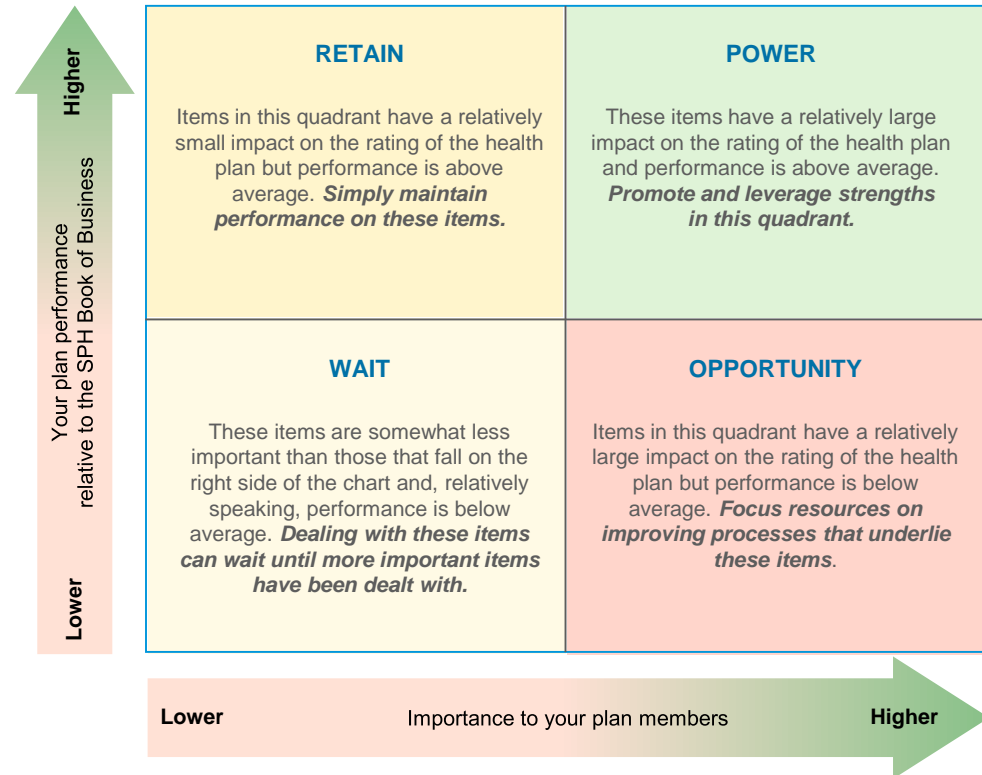 Higher
Your plan performance
relative to the SPH Book of Business
Lower
RETAIN
Items in this quadrant have a relatively
small impact on the rating of the health
plan but performance is above
average. Simply maintain
performance on these items.
POWER
These items have a relatively large
impact on the rating of the health plan
and performance is above average.
Promote and leverage strengths
in this quadrant.
WAIT
These items are somewhat less
important than those that fall on the
right side of the chart and, relatively
speaking, performance is below
average. Dealing with these items
can wait until more important items
have been dealt with.
OPPORTUNITY
Items in this quadrant have a relatively
large impact on the rating of the health
plan but performance is below
average. Focus resources on
improving processes that underlie
these items.
Lower
Importance to your plan members
Higher